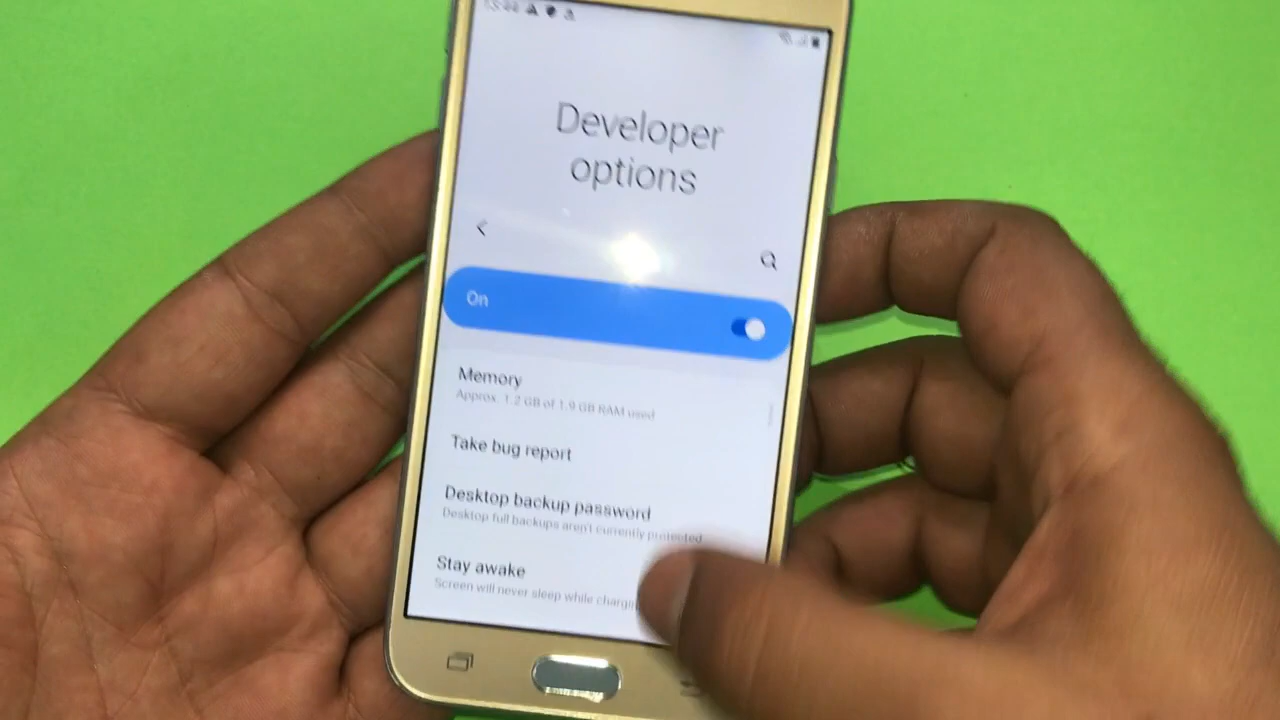 Developer
options
On
Memory
Approx. 1.2 GB of 1.9 GB RAM used
Take bug report
Desktop backup password
Desktop full backups aren't currently protected
Stay awake
Screen will never sleep while